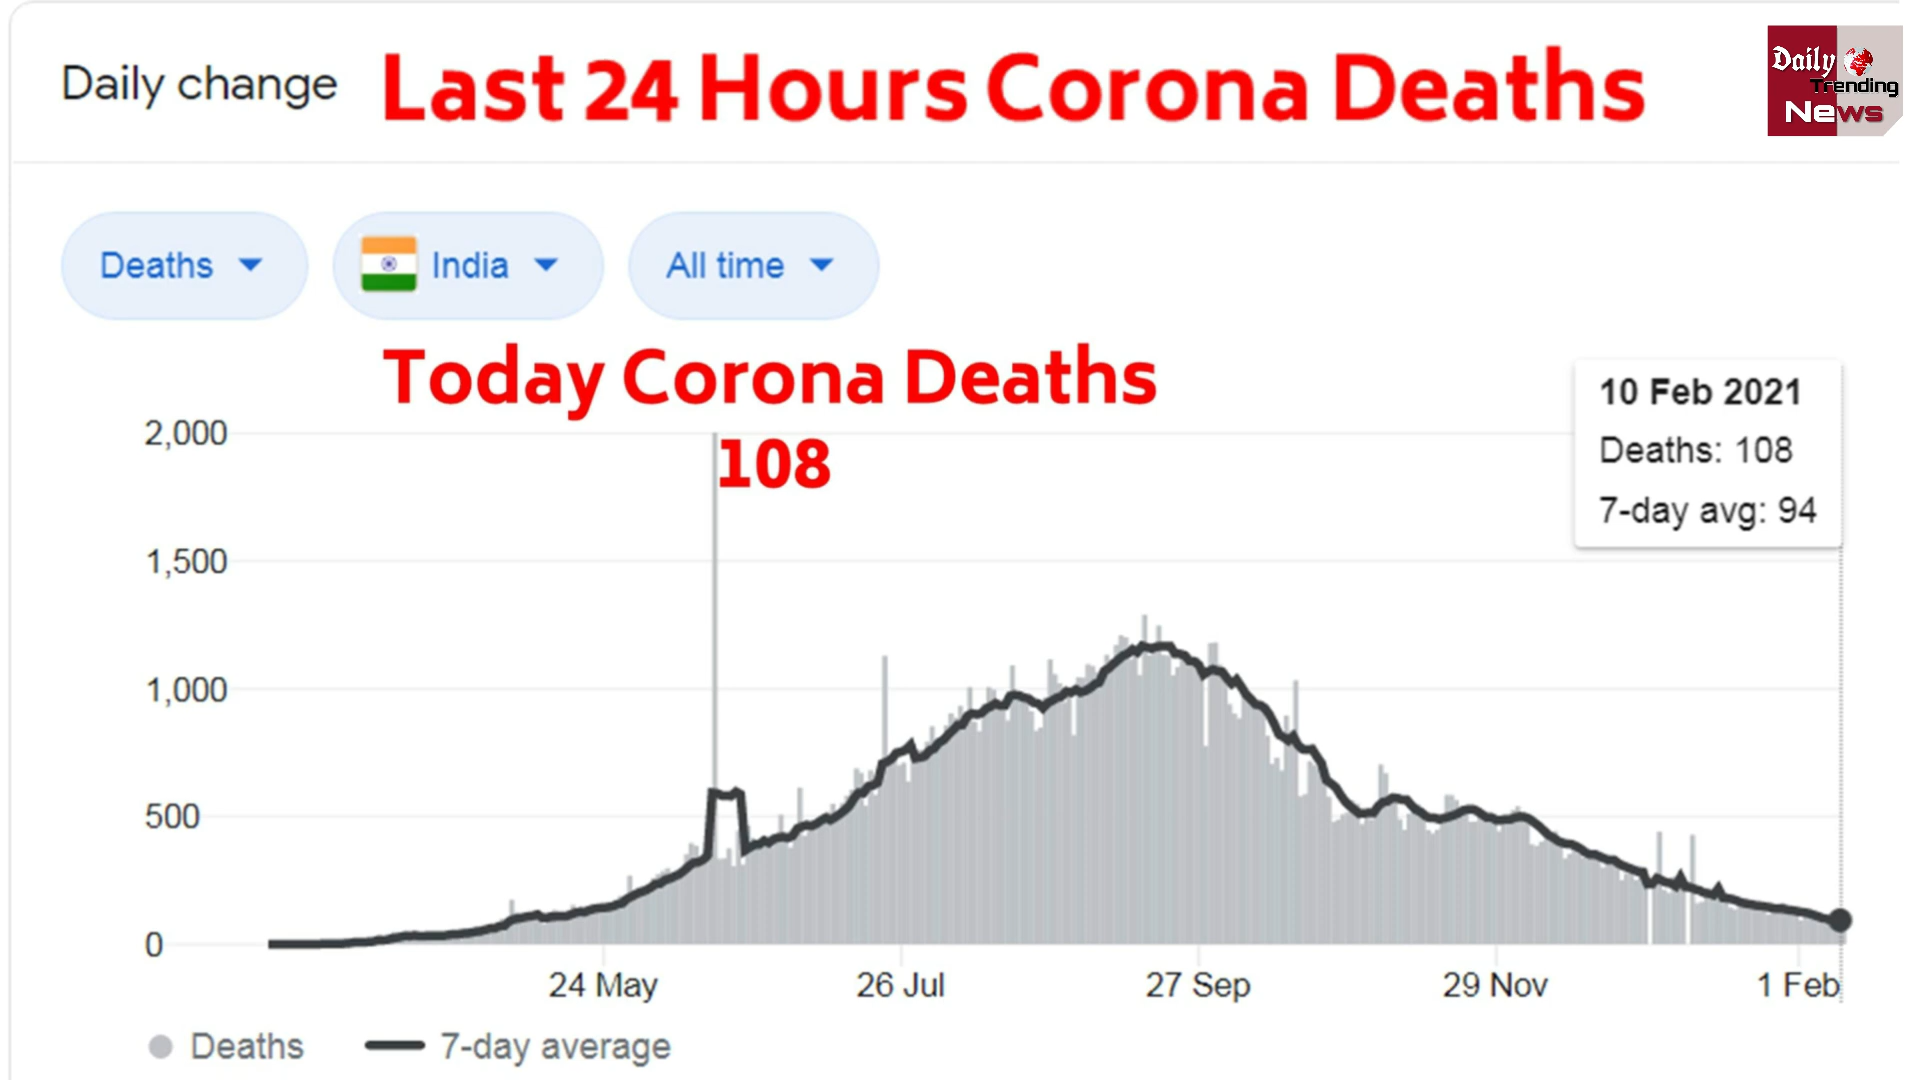 Daily change
Last 24 Hours Corona Deaths
Daily
Trending
News
Deaths
India
All time
Today Corona Deaths
108
10 Feb 2021
Deaths: 108
7-day avg: 94
2,000
1,500
1,000
500
0
24 May
26 Jul
27 Sep
29 Nov
1 Feb
Deaths
7-day average